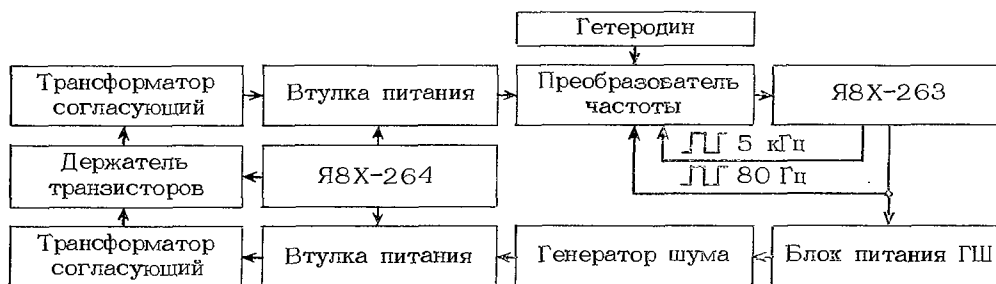 Гетеродин
Трансформатор
согласующий
Втулка питания
Преобразователь
частоты
Я8Х-263
5 кГц
Держатель
транзисторов
Я8Х-264
80 Гц
Трансформатор
согласующий
Втулка питания
Генератор шума
Блок питания ГШ